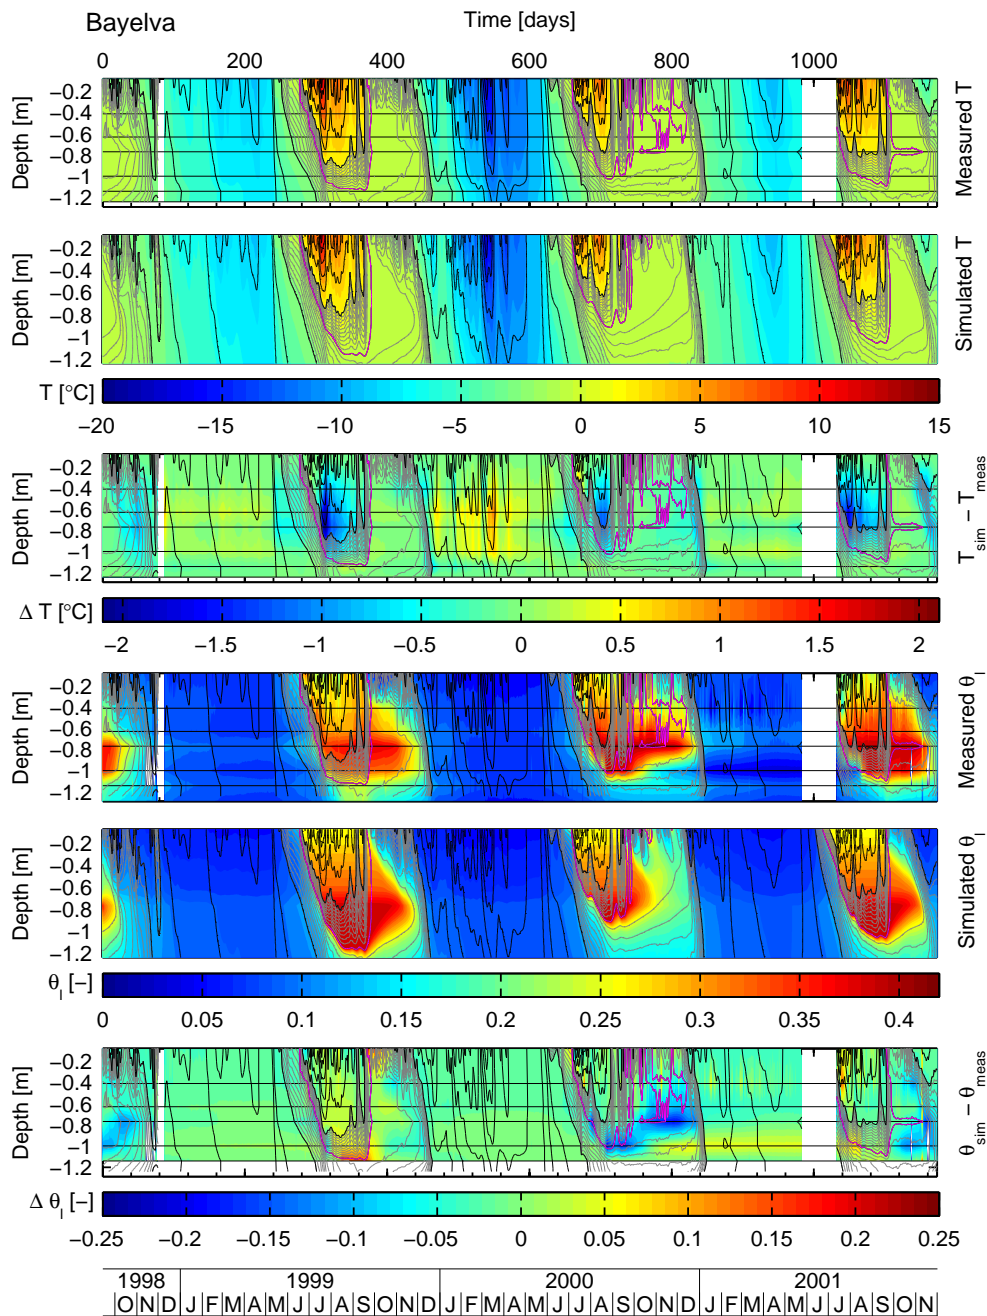 Bayelva
Time [days]
0 200 400 600 800 1000
Depth [m]
−0.2
−0.4
−0.6
−0.8
−1
−1.2
Measured T
Depth [m]
−0.2
−0.4
−0.6
−0.8
−1
−1.2
Simulated T
T [°C]
−20 −15 −10 −5 0 5 10 15
Depth [m]
−0.2
−0.4
−0.6
−0.8
−1
−1.2
T_sim − T_meas
Δ T [°C]
−2 −1.5 −1 −0.5 0 0.5 1 1.5 2
Depth [m]
−0.2
−0.4
−0.6
−0.8
−1
−1.2
Measured θ_l
Depth [m]
−0.2
−0.4
−0.6
−0.8
−1
−1.2
Simulated θ_l
θ_l [−]
0 0.05 0.1 0.15 0.2 0.25 0.3 0.35 0.4
Depth [m]
−0.2
−0.4
−0.6
−0.8
−1
−1.2
θ_sim − θ_meas
Δ θ_l [−]
-0.25 -0.2 -0.15 -0.1 -0.05 0 0.05 0.1 0.15 0.2 0.25
1998 1999 2000 2001
O N D J F M A M J J A S O N D J F M A M J J A S O N D J F M A M J J A S O N